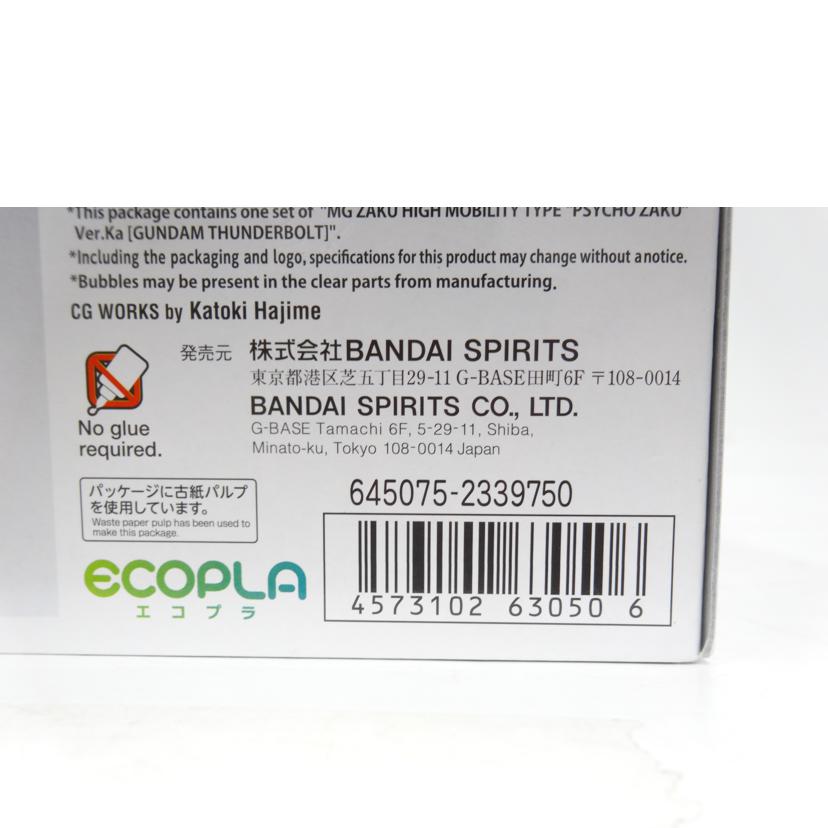 *This package contains one set of "MG ZAKU HIGH MOBILITY TYPE "PSYCHO ZAKU"
Ver.Ka [GUNDAM THUNDERBOLT]".
*Including the packaging and logo, specifications for this product may change without a notice.
*Bubbles may be present in the clear parts from manufacturing.
CG WORKS by Katoki Hajime
発売元 株式会社BANDAI SPIRITS
東京都港区芝五丁目29-11 G-BASE田町6F 〒108-0014
BANDAI SPIRITS CO., LTD.
G-BASE Tamachi 6F, 5-29-11, Shiba,
Minato-ku, Tokyo 108-0014 Japan
No glue
required.
パッケージに古紙パルプ
を使用しています。
Waste paper pulp has been used to
make this package.
ECOPLA
エコプラ
645075-2339750
4573102 63050 6